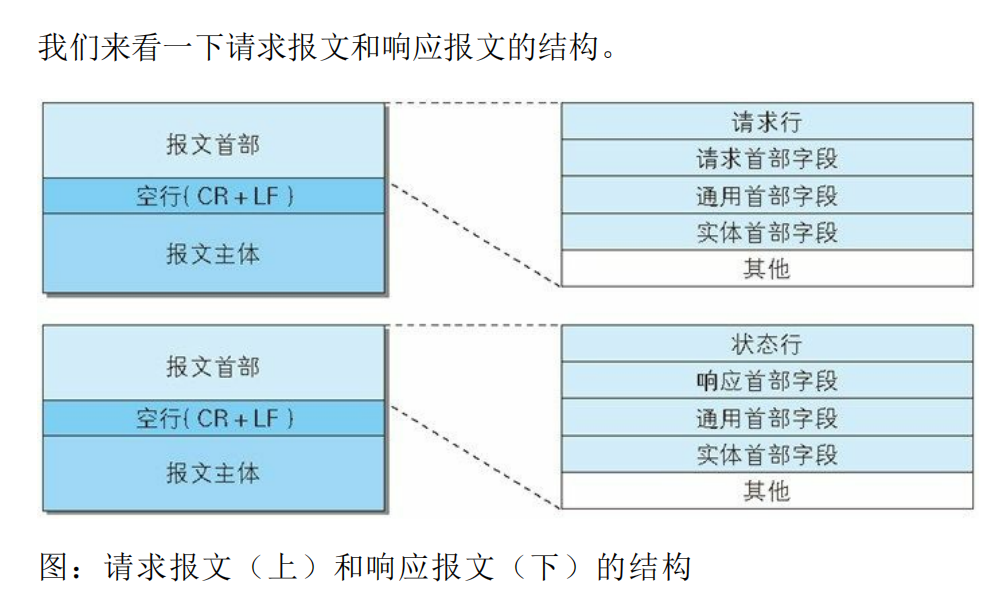 我们来看一下请求报文和响应报文的结构。
报文首部
空行(CR+LF)
报文主体
请求行
请求首部字段
通用首部字段
实体首部字段
其他
报文首部
空行(CR+LF)
报文主体
状态行
响应首部字段
通用首部字段
实体首部字段
其他
图：请求报文（上）和响应报文（下）的结构